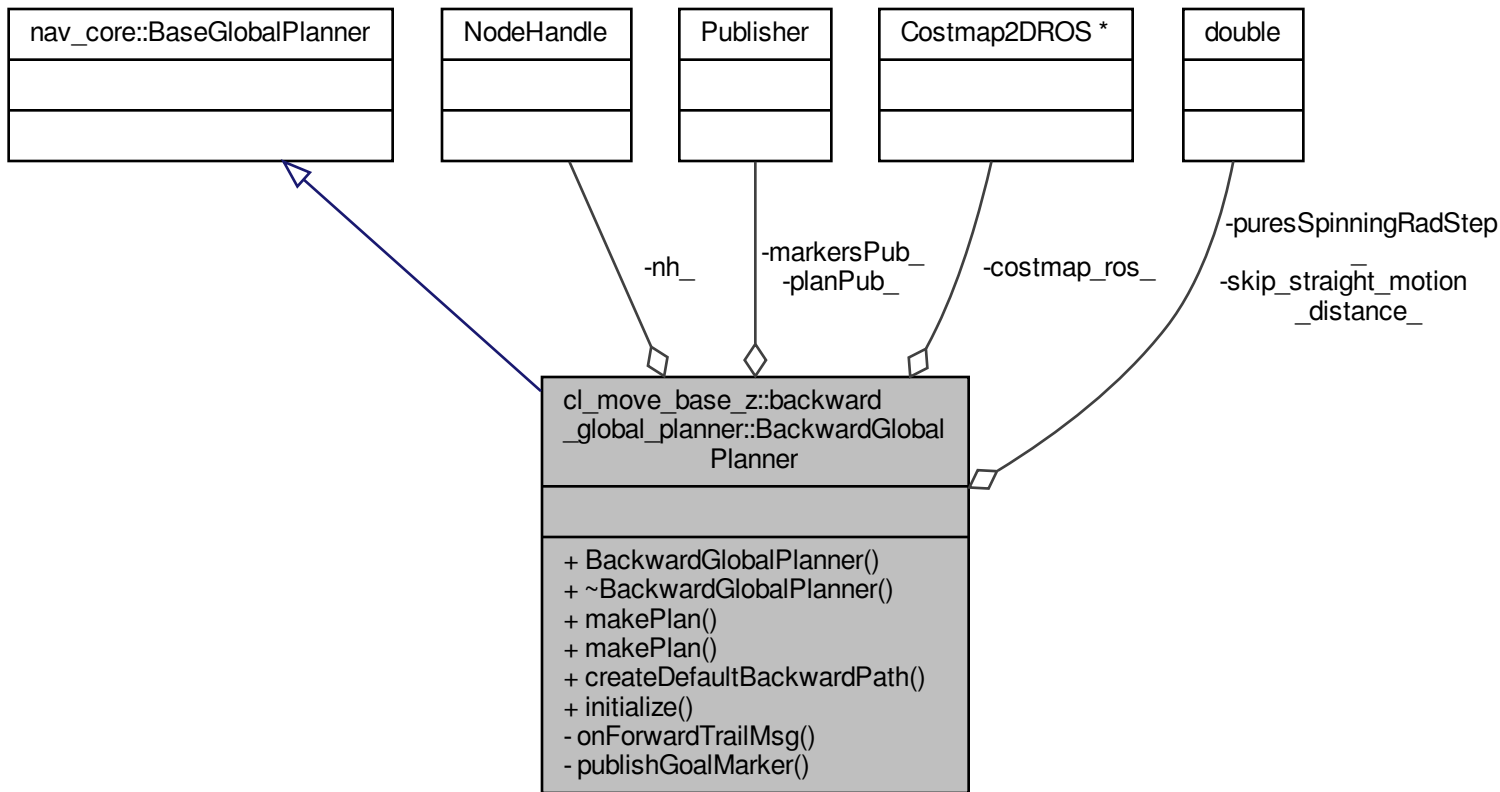 nav_core::BaseGlobalPlanner
NodeHandle
Publisher
Costmap2DROS *
double
-nh_
-markersPub_
-planPub_
-costmap_ros_
-puresSpinningRadStep
_
-skip_straight_motion
_distance_
cl_move_base_z::backward
_global_planner::BackwardGlobal
Planner
+ BackwardGlobalPlanner()
+ ~BackwardGlobalPlanner()
+ makePlan()
+ makePlan()
+ createDefaultBackwardPath()
+ initialize()
- onForwardTrailMsg()
- publishGoalMarker()